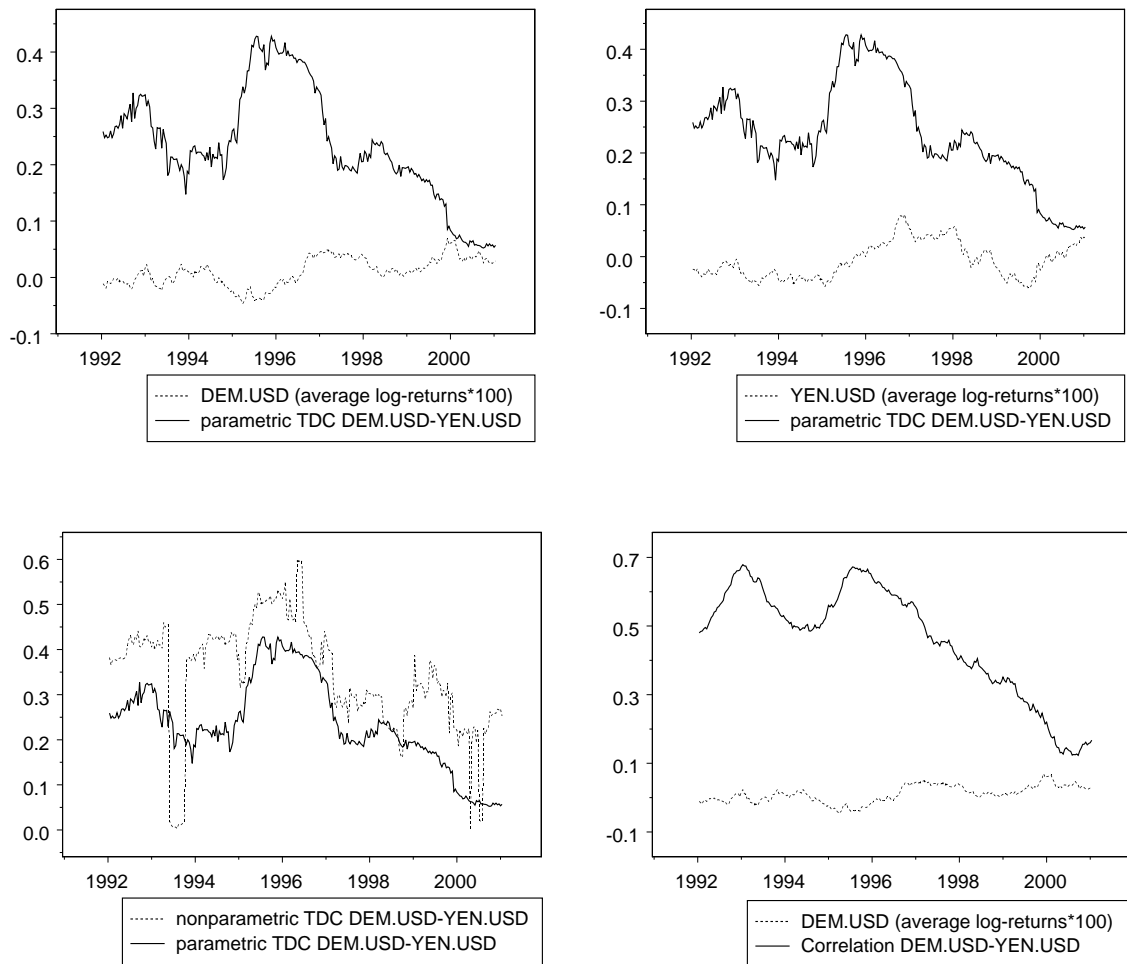 0.4
0.3
0.2
0.1
0.0
-0.1
1992 1994 1996 1998 2000
DEM.USD (average log-returns*100)
parametric TDC DEM.USD-YEN.USD
0.4
0.3
0.2
0.1
0.0
-0.1
1992 1994 1996 1998 2000
YEN.USD (average log-returns*100)
parametric TDC DEM.USD-YEN.USD
0.6
0.5
0.4
0.3
0.2
0.1
0.0
1992 1994 1996 1998 2000
nonparametric TDC DEM.USD-YEN.USD
parametric TDC DEM.USD-YEN.USD
0.7
0.5
0.3
0.1
-0.1
1992 1994 1996 1998 2000
DEM.USD (average log-returns*100)
Correlation DEM.USD-YEN.USD